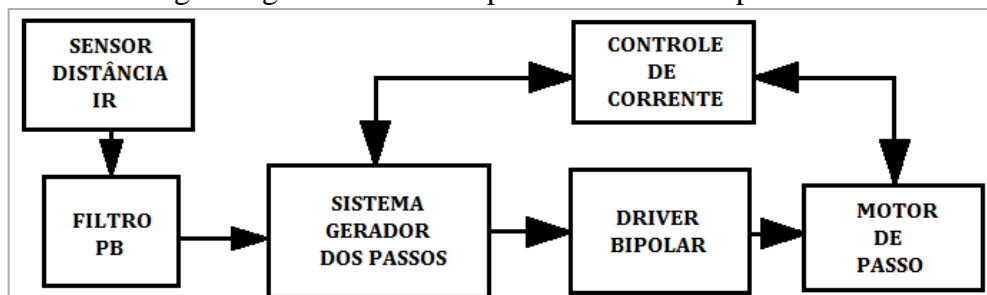 SENSOR
DISTÂNCIA
IR
CONTROLE
DE
CORRENTE
FILTRO
PB
SISTEMA
GERADOR
DOS PASSOS
DRIVER
BIPOLAR
MOTOR
DE
PASSO